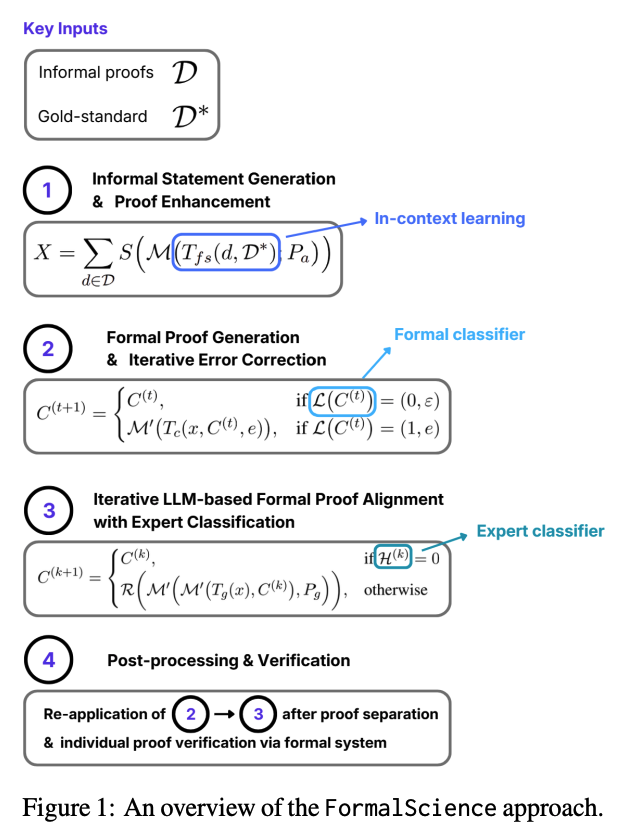 Key Inputs
Informal proofs 𝒟
Gold-standard 𝒟*
1 Informal Statement Generation
& Proof Enhancement
In-context learning
X = ∑_{d∈𝒟} S(ℳ(T_{fs}(d, 𝒟*); P_a))
2 Formal Proof Generation
& Iterative Error Correction
Formal classifier
C^{(t+1)} = { C^{(t)}, if ℒ(C^{(t)}) = (0, ε)
ℳ′(T_c(x, C^{(t)}, e)), if ℒ(C^{(t)}) = (1, e)
3 Iterative LLM-based Formal Proof Alignment
with Expert Classification
Expert classifier
C^{(k+1)} = { C^{(k)}, if ℋ^{(k)} = 0
ℛ(ℳ′(ℳ′(T_g(x), C^{(k)}), P_g)), otherwise
4 Post-processing & Verification
Re-application of 2 → 3 after proof separation
& individual proof verification via formal system
Figure 1: An overview of the FormalScience approach.